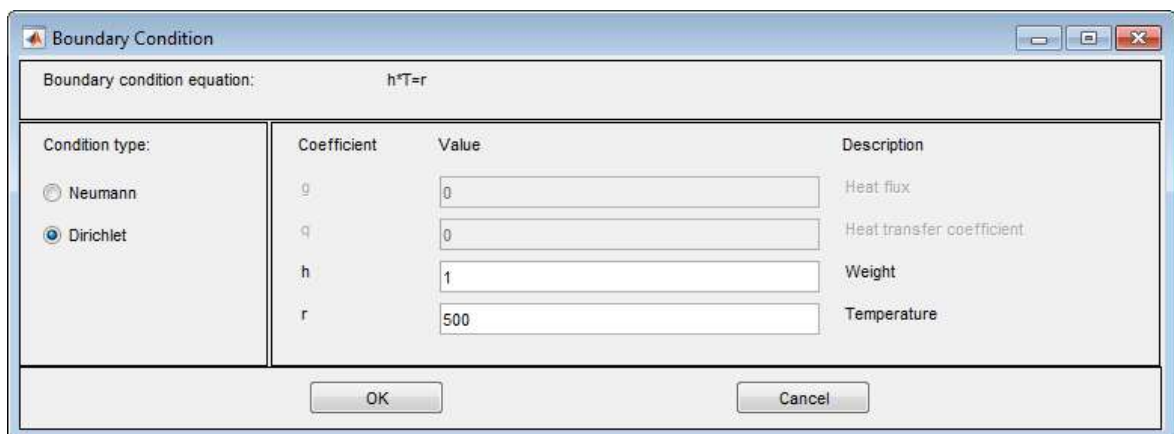 Boundary Condition
Boundary condition equation: h*T=r
Condition type:
Neumann
Dirichlet
Coefficient Value Description
g 0 Heat flux
q 0 Heat transfer coefficient
h 1 Weight
r 500 Temperature
OK Cancel